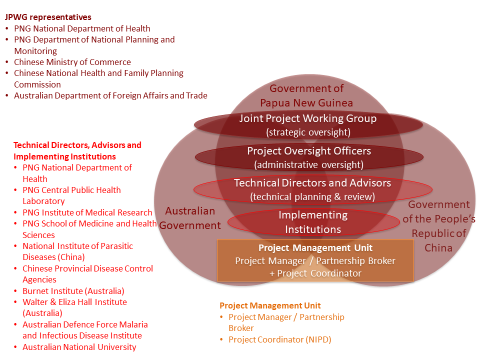 JPWG representatives
• PNG National Department of Health
• PNG Department of National Planning and
Monitoring
• Chinese Ministry of Commerce
• Chinese National Health and Family Planning
Commission
• Australian Department of Foreign Affairs and Trade
Technical Directors, Advisors and
Implementing Institutions
• PNG National Department of
Health
• PNG Central Public Health
Laboratory
• PNG Institute of Medical Research
• PNG School of Medicine and Health
Sciences
• National Institute of Parasitic
Diseases (China)
• Chinese Provincial Disease Control
Agencies
• Burnet Institute (Australia)
• Walter & Eliza Hall Institute
(Australia)
• Australian Defence Force Malaria
and Infectious Disease Institute
• Australian National University
Government of
Papua New Guinea
Joint Project Working Group
(strategic oversight)
Project Oversight Officers
(administrative oversight)
Technical Directors and Advisors
(technical planning & review)
Implementing
Institutions
Australian
Government
Government
of the People's
Republic of
China
Project Management Unit
Project Manager / Partnership Broker
+ Project Coordinator
Project Management Unit
• Project Manager / Partnership
Broker
• Project Coordinator (NIPD)